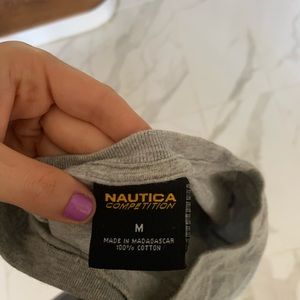 NAUTICA
COMPETITION
M
MADE IN MADAGASCAR
100% COTTON